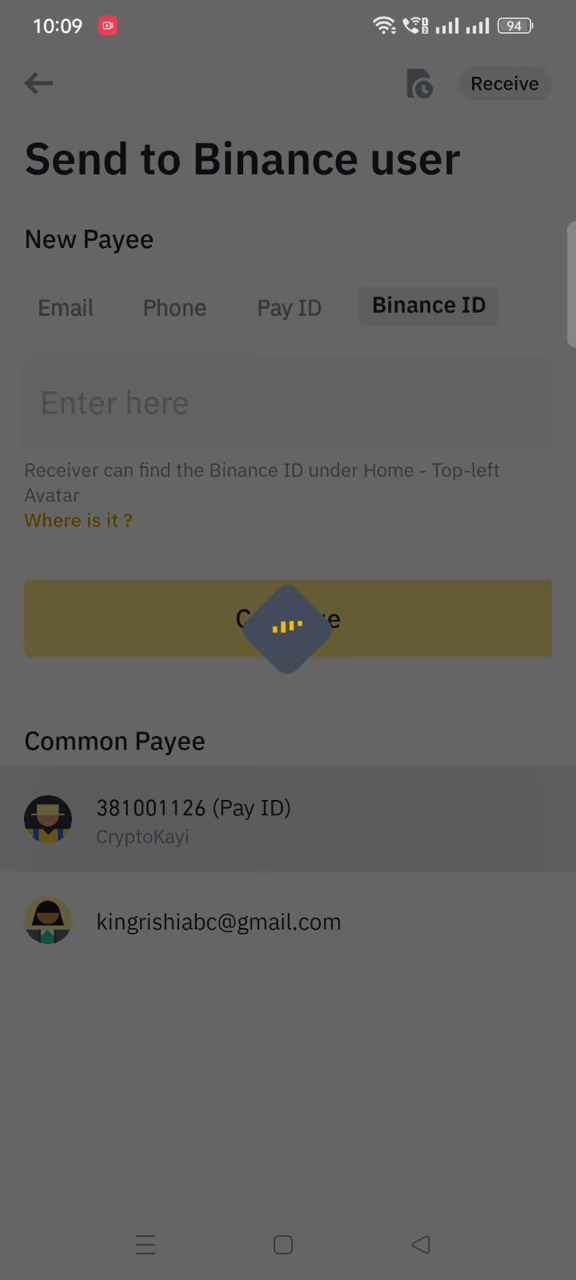 10:09
94
Receive
Send to Binance user
New Payee
Email Phone Pay ID Binance ID
Enter here
Receiver can find the Binance ID under Home - Top-left
Avatar
Where is it ?
Common Payee
381001126 (Pay ID)
CryptoKayi
kingrishiabc@gmail.com